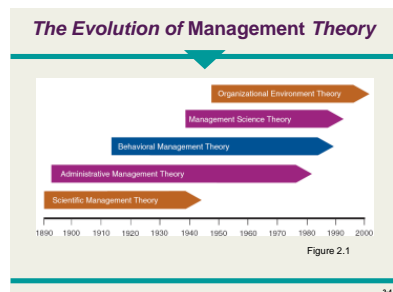 The Evolution of Management Theory
Organizational Environment Theory
Management Science Theory
Behavioral Management Theory
Administrative Management Theory
Scientific Management Theory
1890 1900 1910 1920 1930 1940 1950 1960 1970 1980 1990 2000
Figure 2.1